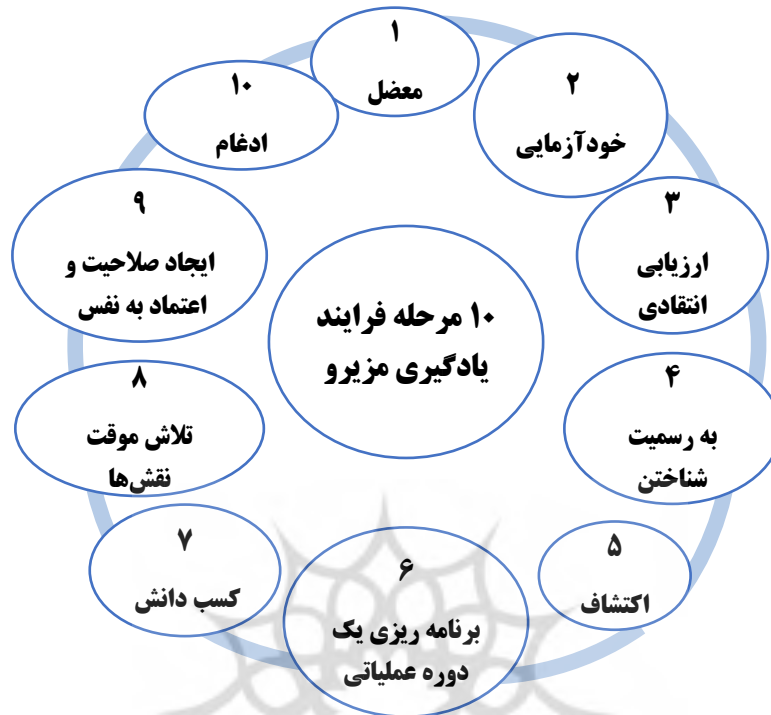 ۱
معضل
۲
خودآزمایی
۳
ارزیابی
انتقادی
۴
به رسمیت
شناختن
۵
اکتشاف
۶
برنامه ریزی یک
دوره عملیاتی
۷
کسب دانش
۸
تلاش موقت
نقش‌ها
۹
ایجاد صلاحیت و
اعتماد به نفس
۱۰
ادغام
۱۰ مرحله فرایند
یادگیری مزیرو